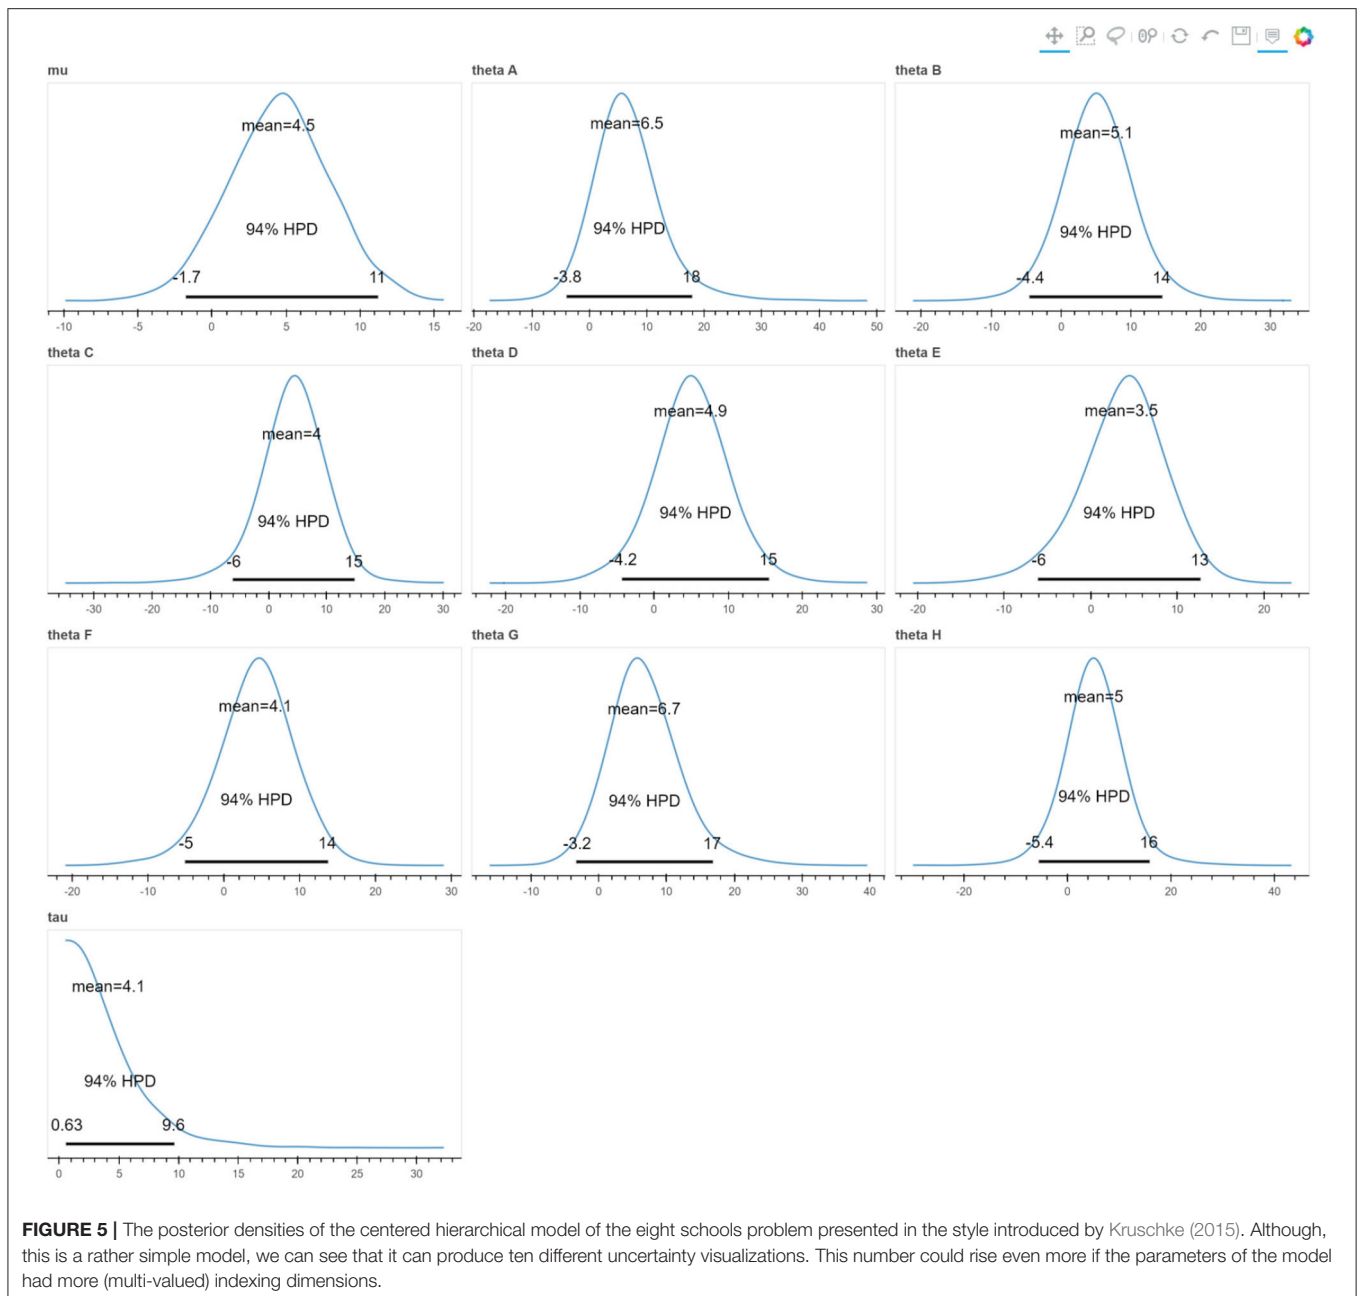 mu
theta A
theta B
mean=4.5
mean=6.5
mean=5.1
94% HPD
94% HPD
94% HPD
-1.7
11
-3.8
18
-4.4
14
-10 -5 0 5 10 15
-20 -10 0 10 20 30 40 50
-20 -10 0 10 20 30
theta C
theta D
theta E
mean=4
mean=4.9
mean=3.5
94% HPD
94% HPD
94% HPD
-6
15
-4.2
15
-6
13
-30 -20 -10 0 10 20 30
-20 -10 0 10 20 30
-20 -10 0 10 20
theta F
theta G
theta H
mean=4.1
mean=6.7
mean=5
94% HPD
94% HPD
94% HPD
-5
14
-3.2
17
-5.4
16
-20 -10 0 10 20 30
-10 0 10 20 30 40
-20 0 20 40
tau
mean=4.1
94% HPD
0.63
9.6
0 5 10 15 20 25 30
FIGURE 5 | The posterior densities of the centered hierarchical model of the eight schools problem presented in the style introduced by Kruschke (2015). Although,
this is a rather simple model, we can see that it can produce ten different uncertainty visualizations. This number could rise even more if the parameters of the model
had more (multi-valued) indexing dimensions.